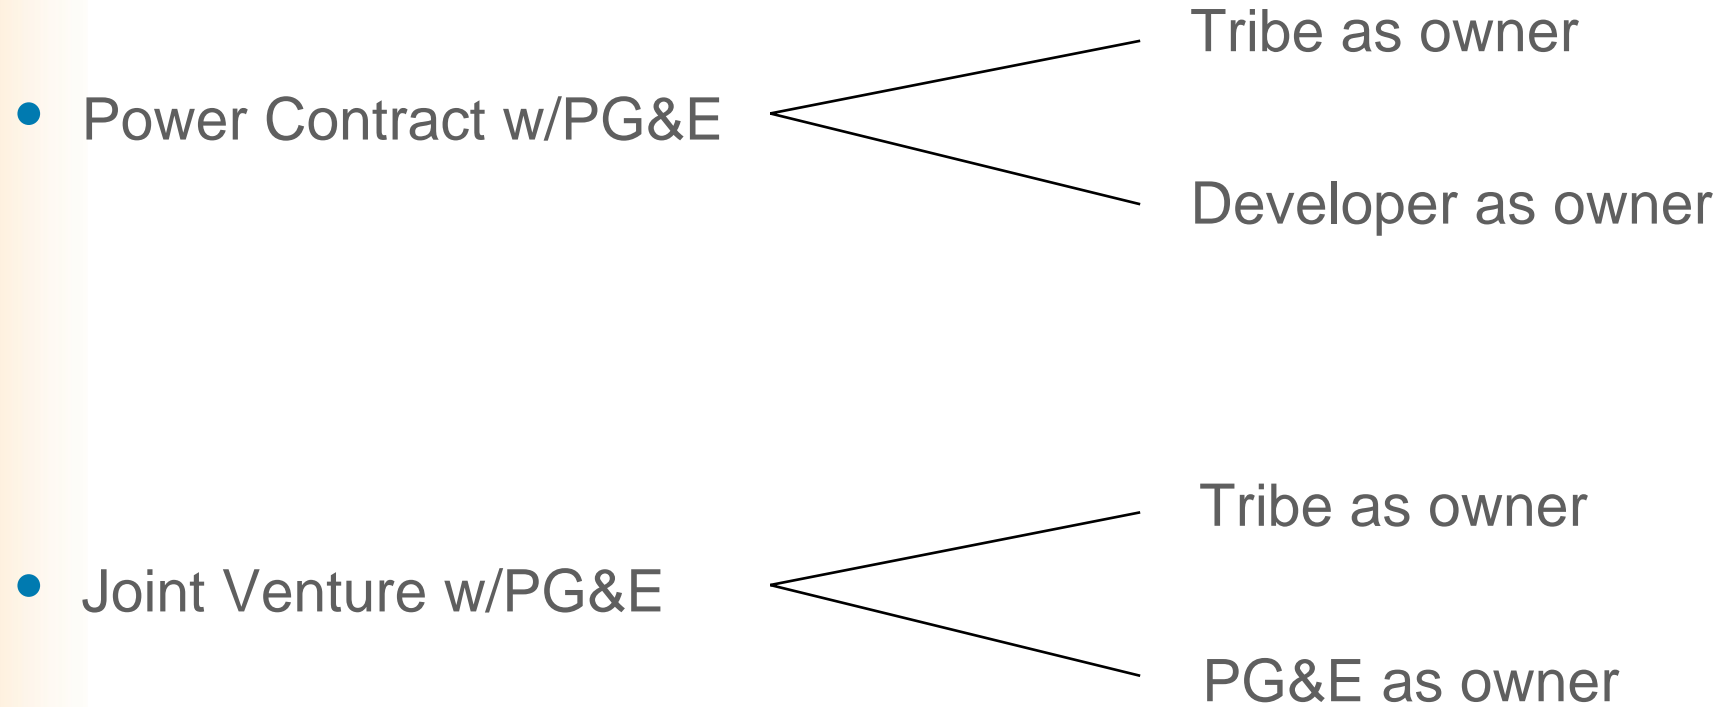 Tribe as owner
• Power Contract w/PG&E
Developer as owner
Tribe as owner
• Joint Venture w/PG&E
PG&E as owner